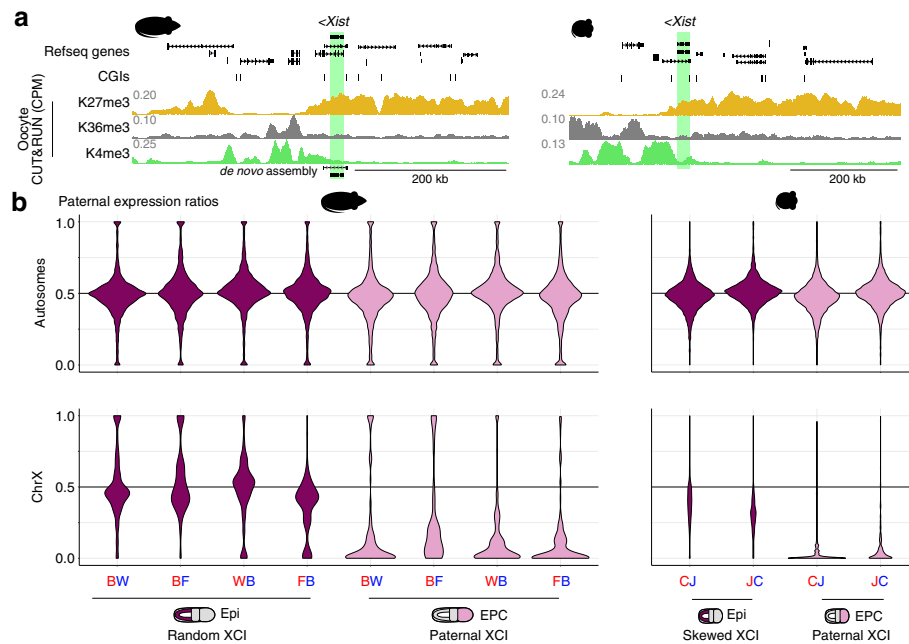 a
<Xist
<Xist
Refseq genes
CGIs
Oocyte
CUT&RUN (CPM)
K27me3
0.20
0.24
K36me3
0.10
0.10
K4me3
0.25
0.13
de novo assembly
200 kb
200 kb
b
Paternal expression ratios
Autosomes
1.0
0.5
0.0
ChrX
1.0
0.5
0.0
BW BF WB FB BW BF WB FB CJ JC CJ JC
Epi EPC Epi EPC
Random XCI Paternal XCI Skewed XCI Paternal XCI